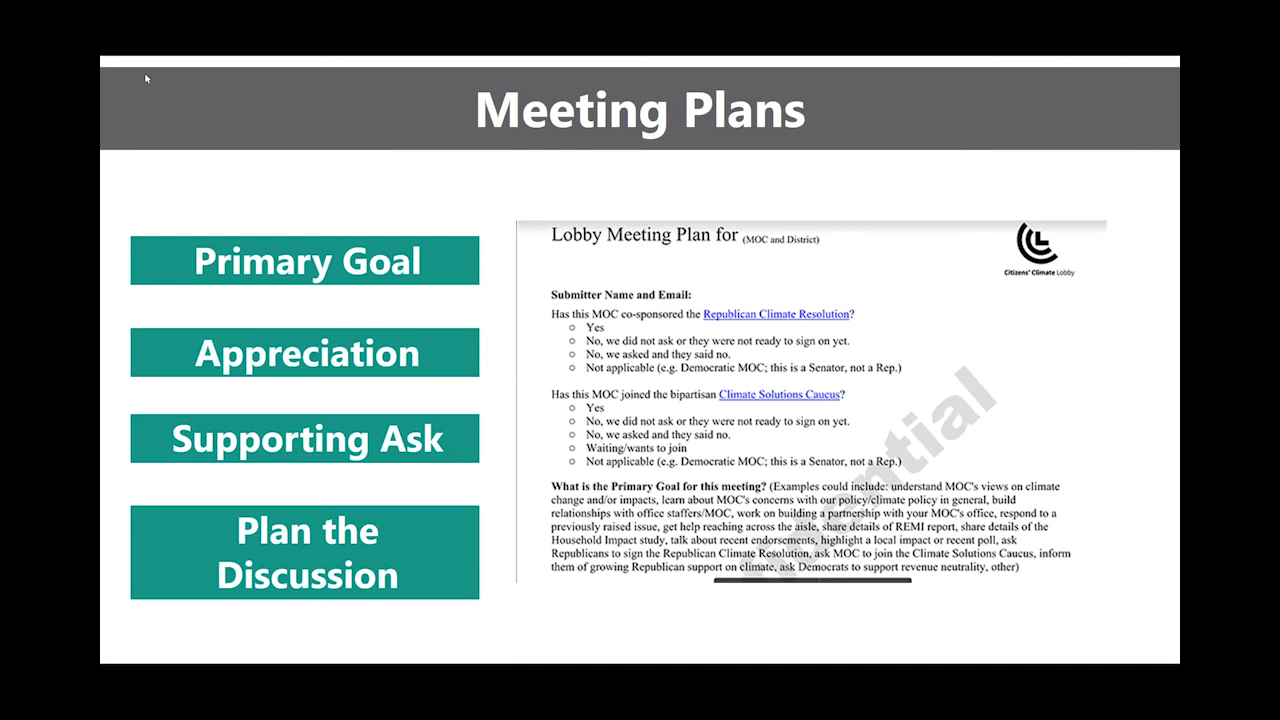 Meeting Plans
Primary Goal
Appreciation
Supporting Ask
Plan the
Discussion
Lobby Meeting Plan for (MOC and District)
Citizens' Climate Lobby
Submitter Name and Email:
Has this MOC co-sponsored the Republican Climate Resolution?
Yes
No, we did not ask or they were not ready to sign on yet.
No, we asked and they said no.
Not applicable (e.g. Democratic MOC; this is a Senator, not a Rep.)
Has this MOC joined the bipartisan Climate Solutions Caucus?
Yes
No, we did not ask or they were not ready to sign on yet.
No, we asked and they said no.
Waiting/wants to join
Not applicable (e.g. Democratic MOC; this is a Senator, not a Rep.)
What is the Primary Goal for this meeting? (Examples could include: understand MOC's views on climate
change and/or impacts, learn about MOC's concerns with our policy/climate policy in general, build
relationships with office staffers/MOC, work on building a partnership with your MOC's office, respond to a
previously raised issue, get help reaching across the aisle, share details of REMI report, share details of the
Household Impact study, talk about recent endorsements, highlight a local impact or recent poll, ask
Republicans to sign the Republican Climate Resolution, ask MOC to join the Climate Solutions Caucus, inform
them of growing Republican support on climate, ask Democrats to support revenue neutrality, other)